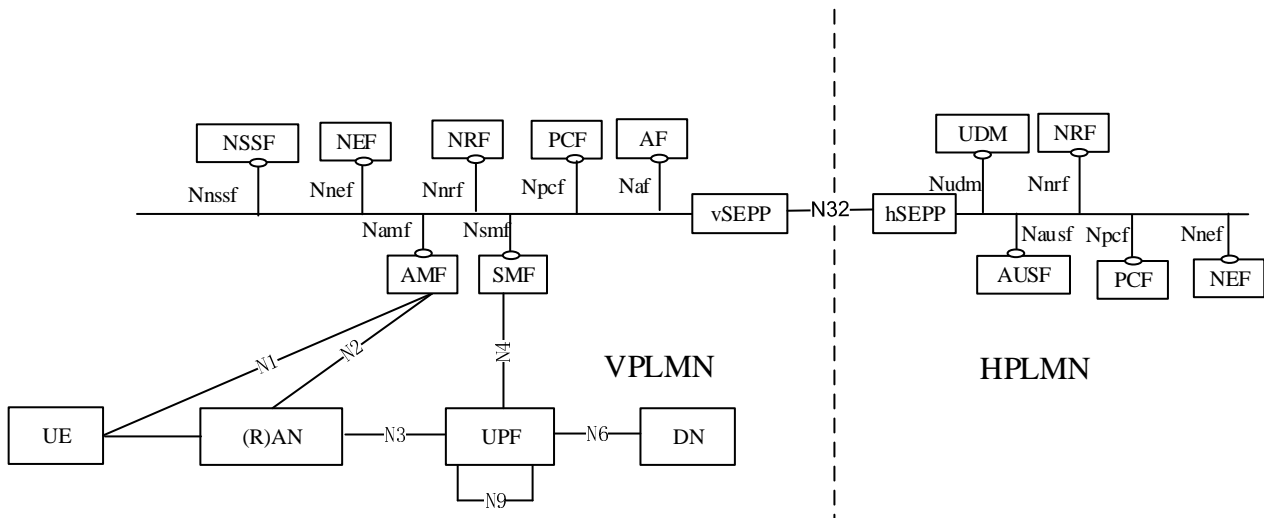 NSSF
NEF
NRF
PCF
AF
UDM
NRF
Nnssf
Nnef
Nnrf
Npcf
Naf
Nudm
Nnrf
vSEPP
N32
hSEPP
Namf
Nsmf
Nausf
Npcf
Nnef
AMF
SMF
AUSF
PCF
NEF
N1
N2
N4
VPLMN
HPLMN
UE
(R)AN
N3
UPF
N6
DN
N9